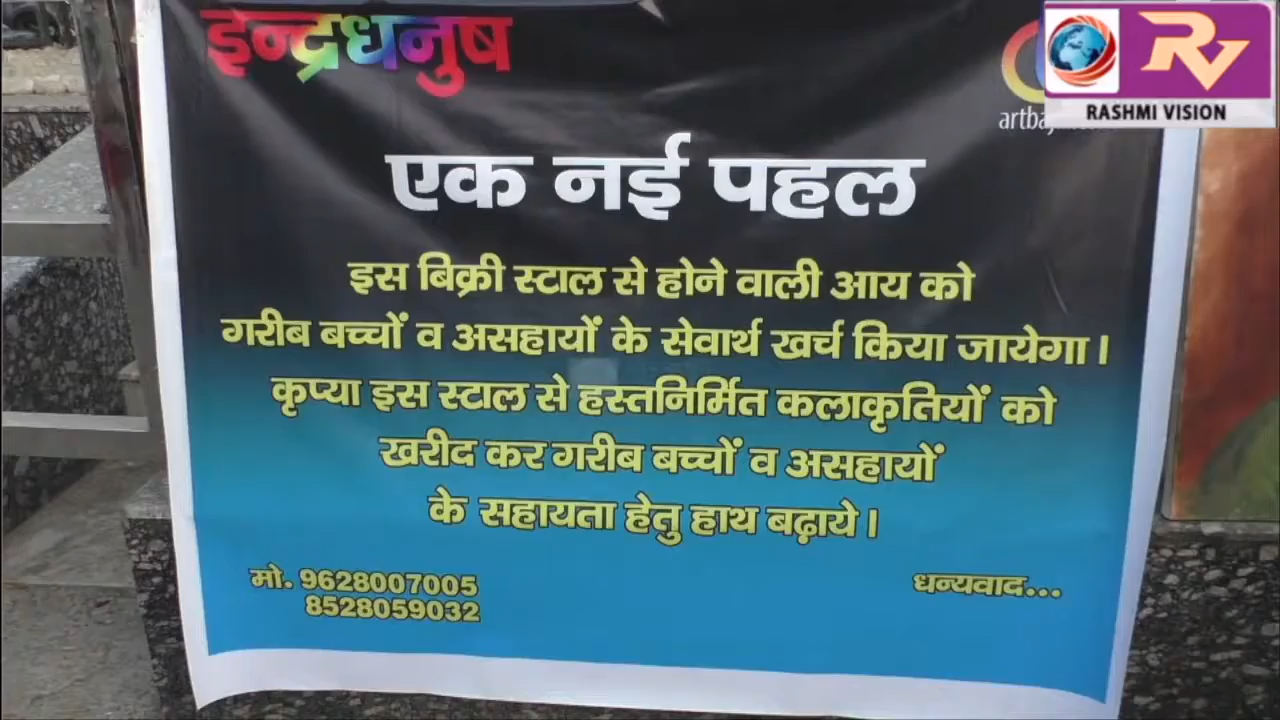 इन्द्रधनुष
RASHMI VISION
एक नई पहल
इस बिक्री स्टाल से होने वाली आय को
गरीब बच्चों व असहायों के सेवार्थ खर्च किया जायेगा।
कृप्या इस स्टाल से हस्तनिर्मित कलाकृतियों को
खरीद कर गरीब बच्चों व असहायों
के सहायता हेतु हाथ बढ़ाये।
मो. 9628007005
8528059032
धन्यवाद...